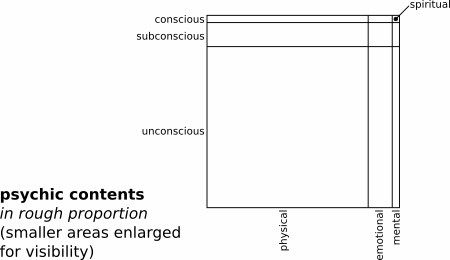 spiritual
conscious
subconscious
unconscious
psychic contents
in rough proportion
(smaller areas enlarged
for visibility)
physical
emotional
mental